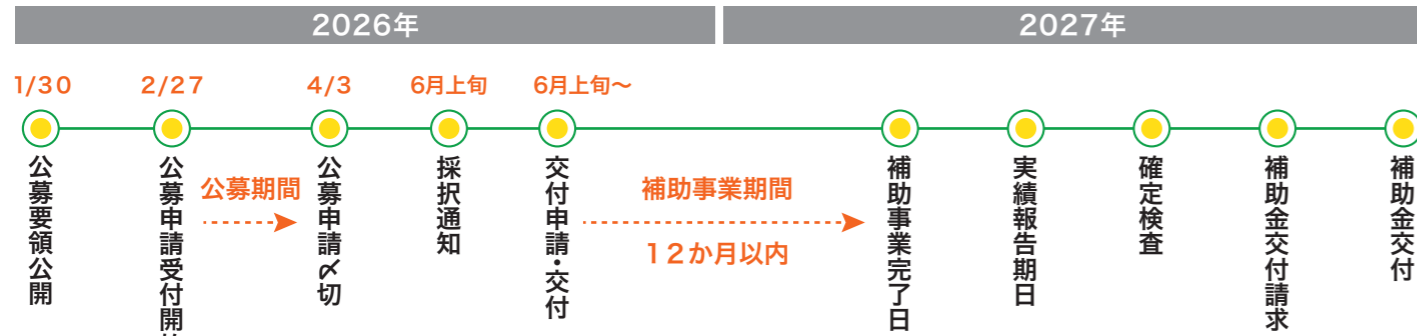 2026年
2027年
1/30
2/27
4/3
6月上旬
6月上旬～
公募要領公開
公募申請受付開
公募期間
公募申請〆切
採択通知
交付申請・交付
補助事業期間
12か月以内
補助事業完了日
実績報告期日
確定検査
補助金交付請求
補助金交付